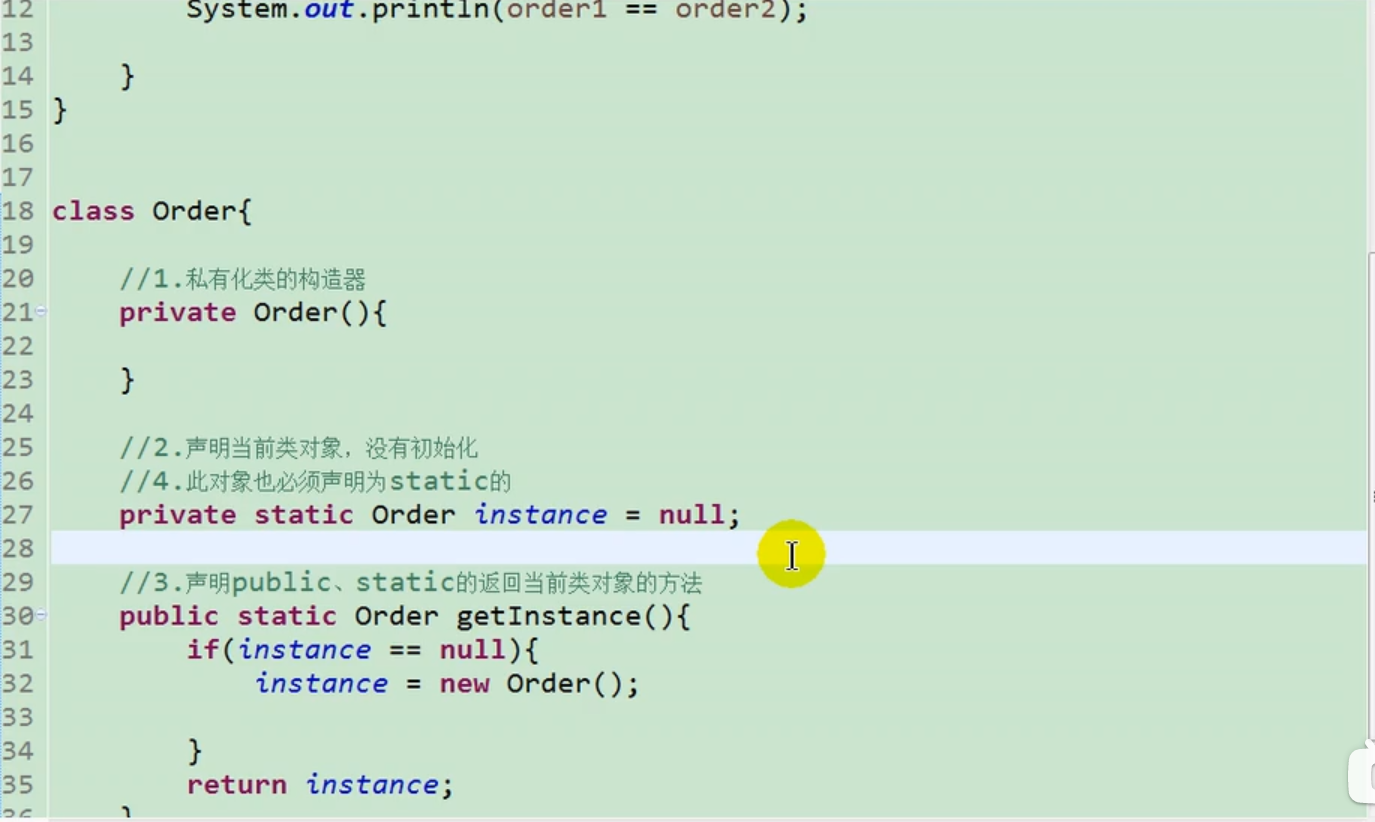 12 System.out.println(order1 == order2);
13
14 }
15 }
16
17
18 class Order{
19
20 //1.私有化类的构造器
21 private Order(){
22
23 }
24
25 //2.声明当前类对象，没有初始化
26 //4.此对象也必须声明为static的
27 private static Order instance = null;
28
29 //3.声明public、static的返回当前类对象的方法
30 public static Order getInstance(){
31 if(instance == null){
32 instance = new Order();
33
34 }
35 return instance;
36 }